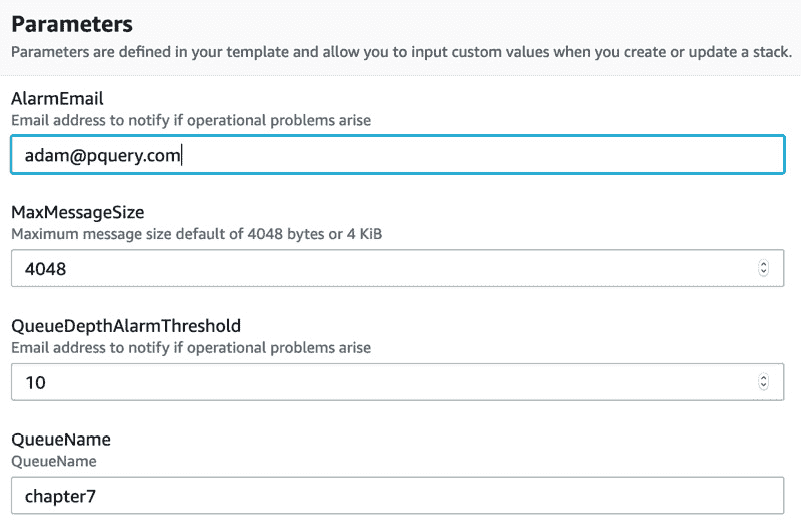 Parameters
Parameters are defined in your template and allow you to input custom values when you create or update a stack.
AlarmEmail
Email address to notify if operational problems arise
adam@pquery.com
MaxMessageSize
Maximum message size default of 4048 bytes or 4 KiB
4048
QueueDepthAlarmThreshold
Email address to notify if operational problems arise
10
QueueName
QueueName
chapter7